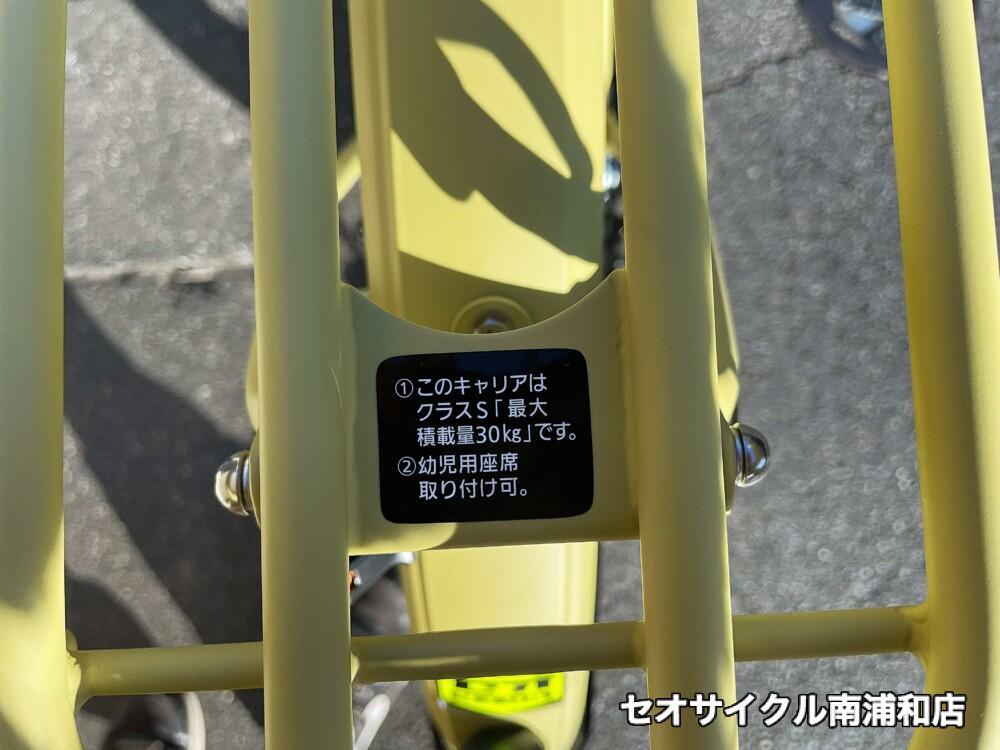 ①このキャリアは
クラスS「最大
積載量30kg」です。
②幼児用座席
取り付け可。
セオサイクル南浦和店